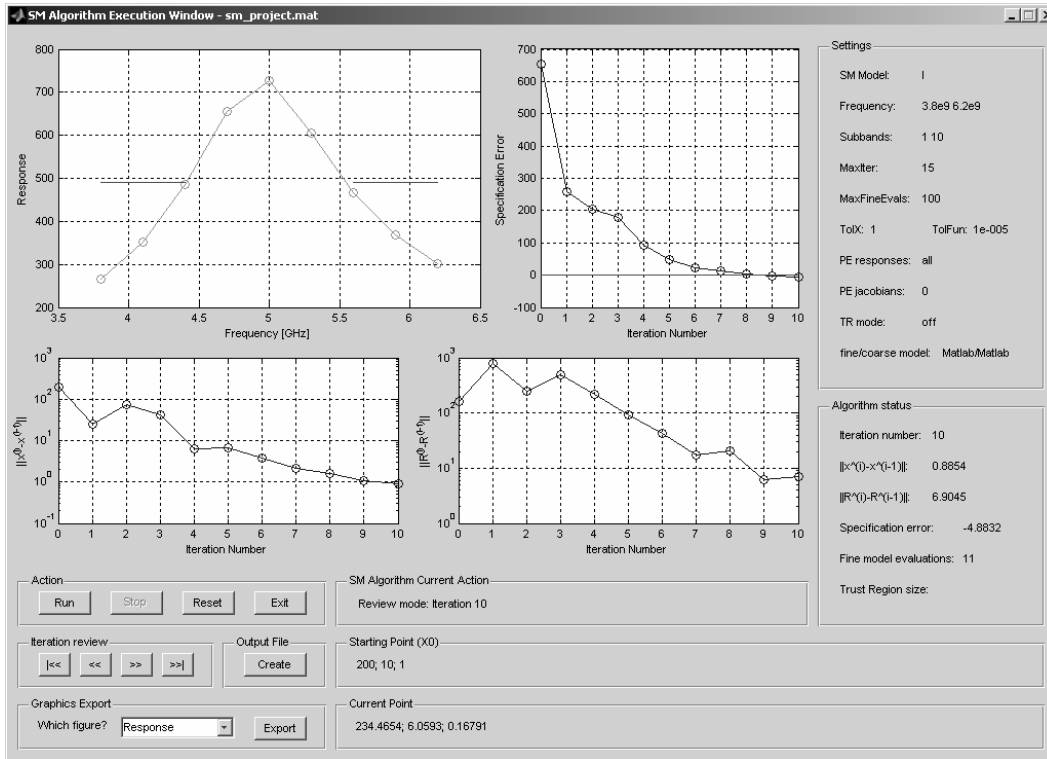 SM Algorithm Execution Window - sm_project.mat
800
700
600
500
400
300
200
3.5 4 4.5 5 5.5 6 6.5
Response
Frequency [GHz]
700
600
500
400
300
200
100
0
-100
0 1 2 3 4 5 6 7 8 9 10
Specification Error
Iteration Number
10^3
10^2
10^1
10^0
10^-1
0 1 2 3 4 5 6 7 8 9 10
||x^(i)-x^(i-1)||
Iteration Number
10^3
10^2
10^1
10^0
0 1 2 3 4 5 6 7 8 9 10
||R^(i)-R^(i-1)||
Iteration Number
Settings
SM Model: I
Frequency: 3.8e9 6.2e9
Subbands: 1 10
MaxIter: 15
MaxFineEvals: 100
TolX: 1 TolFun: 1e-005
PE responses: all
PE jacobians: 0
TR mode: off
fine/coarse model: Matlab/Matlab
Algorithm status
Iteration number: 10
||x^(i)-x^(i-1)||: 0.8854
||R^(i)-R^(i-1)||: 6.9045
Specification error: -4.8832
Fine model evaluations: 11
Trust Region size:
Action
Run Stop Reset Exit
SM Algorithm Current Action
Review mode: Iteration 10
Iteration review
|<< << >> >>|
Output File
Create
Starting Point (X0)
200; 10; 1
Graphics Export
Which figure? Response Export
Current Point
234.4654; 6.0593; 0.16791